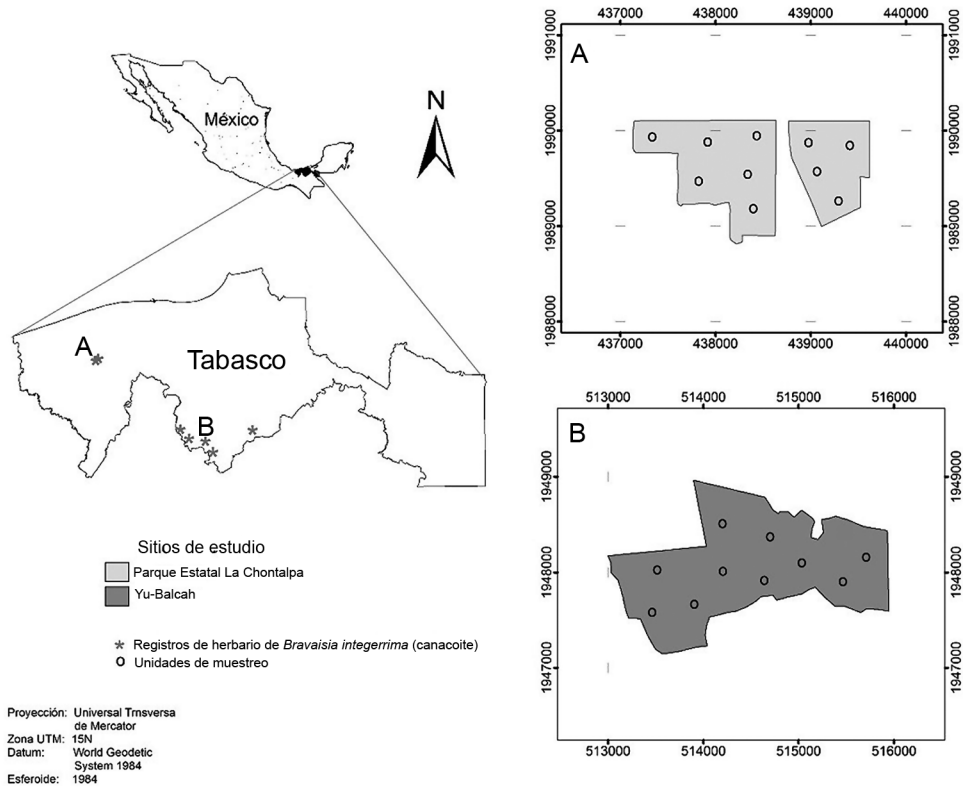 México
N
A
Tabasco
B
Sitios de estudio
Parque Estatal La Chontalpa
Yu-Balcah
* Registros de herbario de Bravaisia integerrima (canacoite)
Unidades de muestreo
Proyección: Universal Trnsversa
de Mercator
Zona UTM: 15N
Datum: World Geodetic
System 1984
Esferoide: 1984
437000 438000 439000 440000
A
1991000
1990000
1989000
1988000
1991000
1990000
1989000
1988000
437000 438000 439000 440000
513000 514000 515000 516000
B
1949000
1948000
1947000
1949000
1948000
1947000
513000 514000 515000 516000